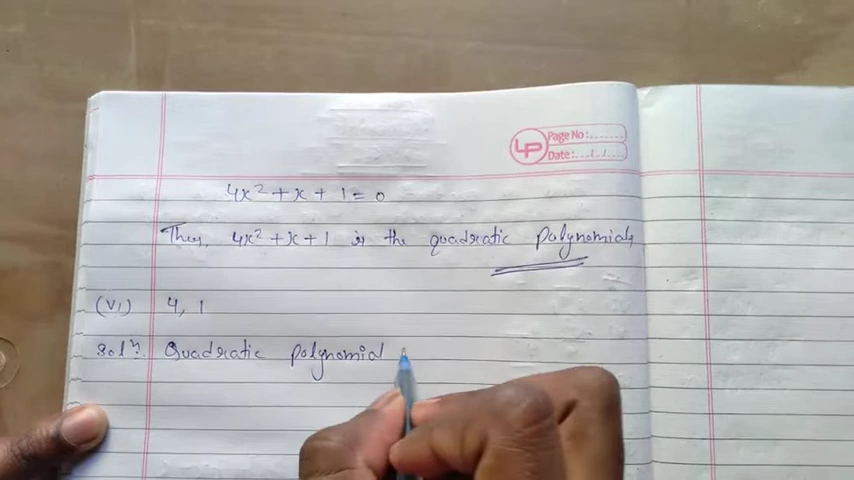 LP Page No:.......
Date:.../.../......
4x² + x + 1 = 0
Thus, 4x² + x + 1 is the quadratic polynomials
(vi) 4, 1
Solⁿ. Quadratic polynomial